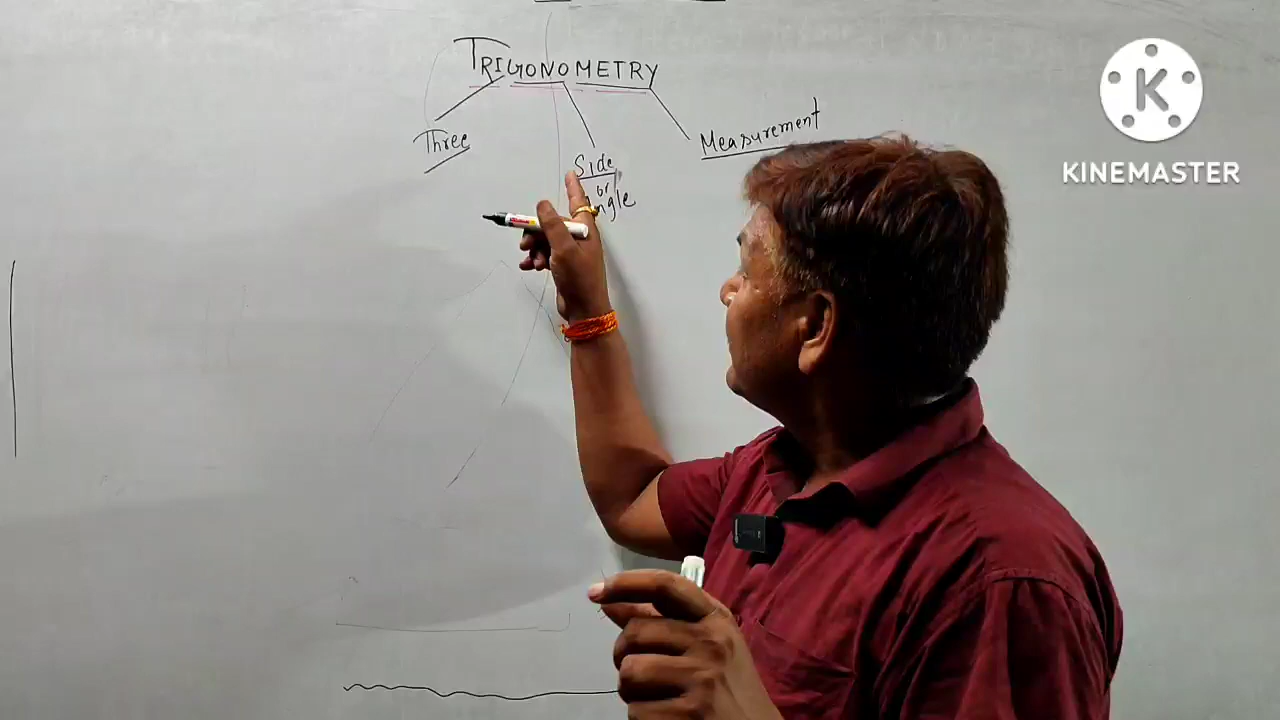 TRIGONOMETRY
Three
Side
or
Angle
Measurement
K
KINEMASTER